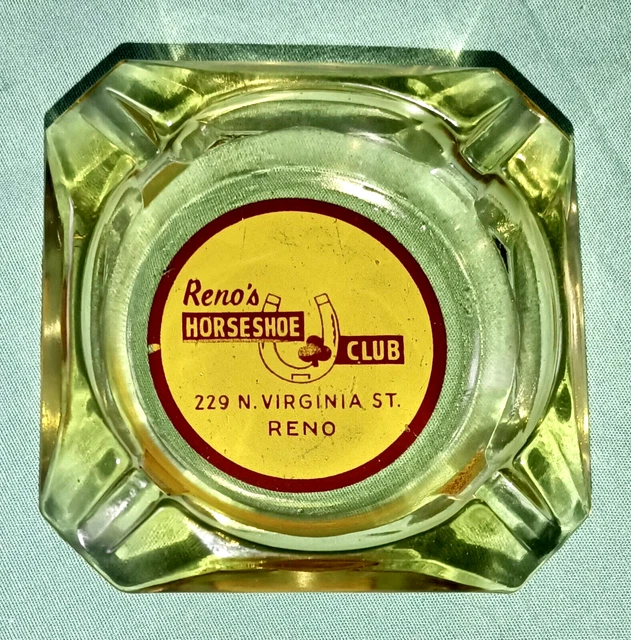 Reno's
HORSESHOE
CLUB
229 N. VIRGINIA ST.
RENO